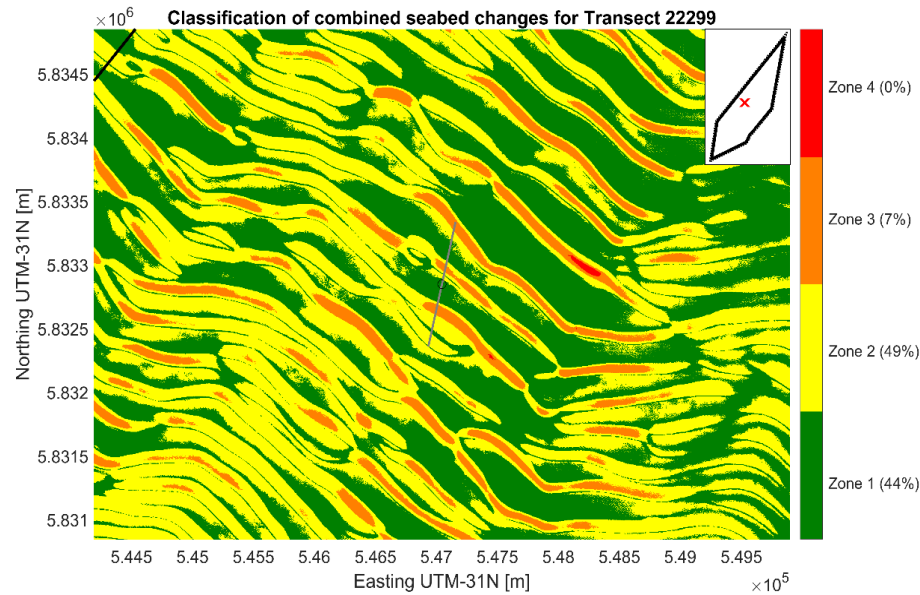 Classification of combined seabed changes for Transect 22299
×10⁶
5.8345
5.834
5.8335
5.833
5.8325
5.832
5.8315
5.831
Northing UTM-31N [m]
5.445 5.45 5.455 5.46 5.465 5.47 5.475 5.48 5.485 5.49 5.495
Easting UTM-31N [m]
×10⁵
Zone 4 (0%)
Zone 3 (7%)
Zone 2 (49%)
Zone 1 (44%)